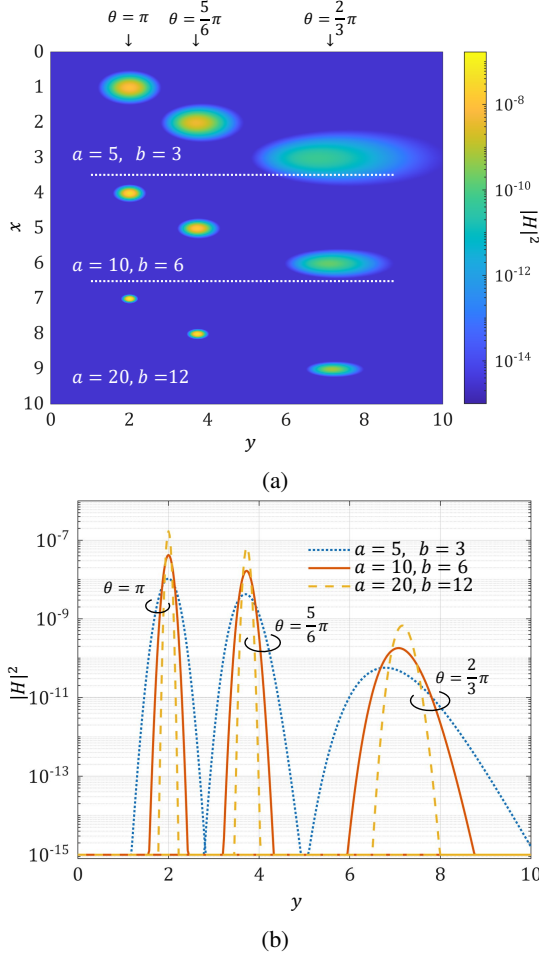 θ = π
θ = 5/6 π
θ = 2/3 π
↓ ↓ ↓
0
1
2
3
4
5
6
7
8
9
10
x
a = 5, b = 3
a = 10, b = 6
a = 20, b =12
0 2 4 6 8 10
y
10⁻⁸
10⁻¹⁰
10⁻¹²
10⁻¹⁴
|H|²
(a)
10⁻⁷
10⁻⁹
10⁻¹¹
10⁻¹³
10⁻¹⁵
|H|²
a = 5, b = 3
a = 10, b = 6
a = 20, b =12
θ = π
θ = 5/6 π
θ = 2/3 π
0 2 4 6 8 10
y
(b)